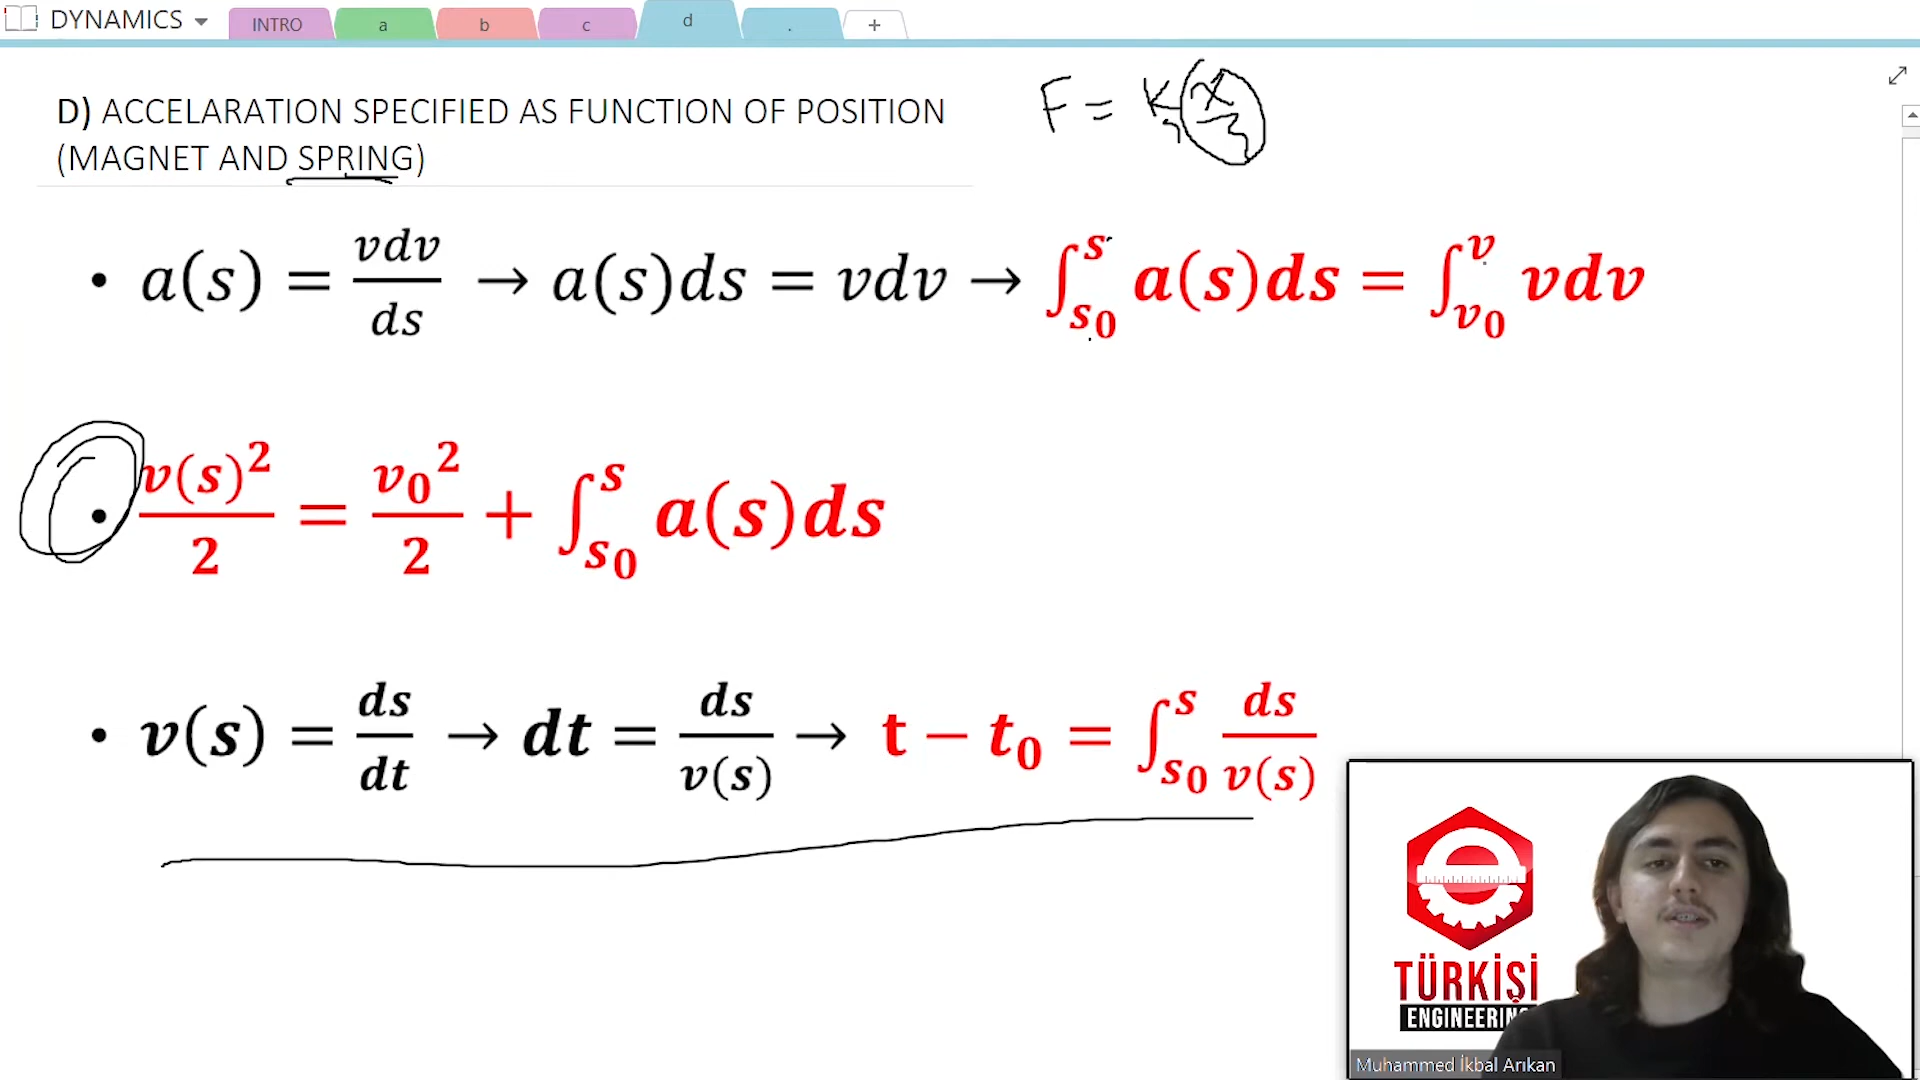 DYNAMICS
INTRO a b c d . +
D) ACCELARATION SPECIFIED AS FUNCTION OF POSITION
(MAGNET AND SPRING)
F = K
• a(s) = vdv/ds → a(s)ds = vdv → ∫_{s₀}^{s} a(s)ds = ∫_{v₀}^{v} vdv
• v(s)²/2 = v₀²/2 + ∫_{s₀}^{s} a(s)ds
• v(s) = ds/dt → dt = ds/v(s) → t − t₀ = ∫_{s₀}^{s} ds/v(s)
TÜRKİŞİ
ENGINEERING
Muhammed İkbal Arıkan